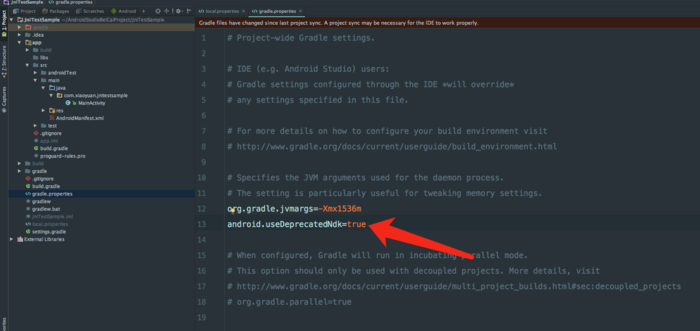 gradle.properties
JniTestSample
gradle.properties
Project
Packages
Scratches
Android
local.properties
gradle.properties
Gradle files have changed since last project sync. A project sync may be necessary for the IDE to work properly.
JniTestSample ~/AndroidStudio/Ca/Project/JniTestSample
.gradle
.idea
app
build
libs
src
androidTest
main
java
com.xiaoyuan.jnitestsample
MainActivity
res
AndroidManifest.xml
test
.gitignore
app.iml
build.gradle
proguard-rules.pro
build
gradle
.gitignore
build.gradle
gradle.properties
gradlew
gradlew.bat
JniTestSample.iml
local.properties
settings.gradle
External Libraries
1: Project
Z: Structure
Captures
Favorites
1 # Project-wide Gradle settings.
2
3 # IDE (e.g. Android Studio) users:
4 # Gradle settings configured through the IDE *will override*
5 # any settings specified in this file.
6
7 # For more details on how to configure your build environment visit
8 # http://www.gradle.org/docs/current/userguide/build_environment.html
9
10 # Specifies the JVM arguments used for the daemon process.
11 # The setting is particularly useful for tweaking memory settings.
12 org.gradle.jvmargs=-Xmx1536m
13 android.useDeprecatedNdk=true
14
15 # When configured, Gradle will run in incubating parallel mode.
16 # This option should only be used with decoupled projects. More details, visit
17 # http://www.gradle.org/docs/current/userguide/multi_project_builds.html#sec:decoupled_projects
18 # org.gradle.parallel=true
19